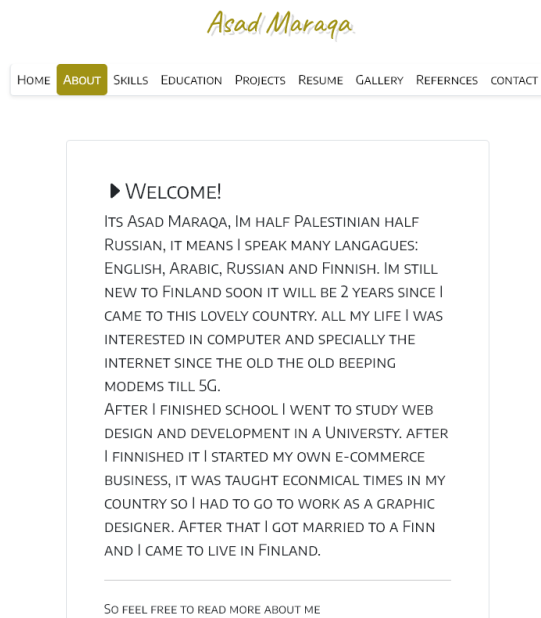 Asad Maraqa
Home About Skills Education Projects Resume Gallery Refernces contact
Welcome!
Its Asad Maraqa, Im half Palestinian half
Russian, it means I speak many langagues:
English, Arabic, Russian and Finnish. Im still
new to Finland soon it will be 2 years since I
came to this lovely country. all my life I was
interested in computer and specially the
internet since the old the old beeping
modems till 5G.
After I finished school I went to study web
design and development in a Universty. after
I finnished it I started my own e-commerce
business, it was taught econmical times in my
country so I had to go to work as a graphic
designer. After that I got married to a Finn
and I came to live in Finland.
So feel free to read more about me